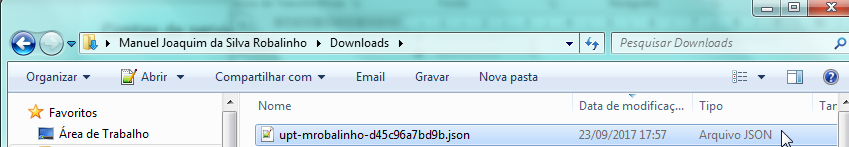 Manuel Joaquim da Silva Robalinho ▸ Downloads ▸ Pesquisar Downloads
Organizar Abrir Compartilhar com Email Gravar Nova pasta
Favoritos Nome Data de modificaç... Tipo Tar
Área de Trabalho upt-mrobalinho-d45c96a7bd9b.json 23/09/2017 17:57 Arquivo JSON